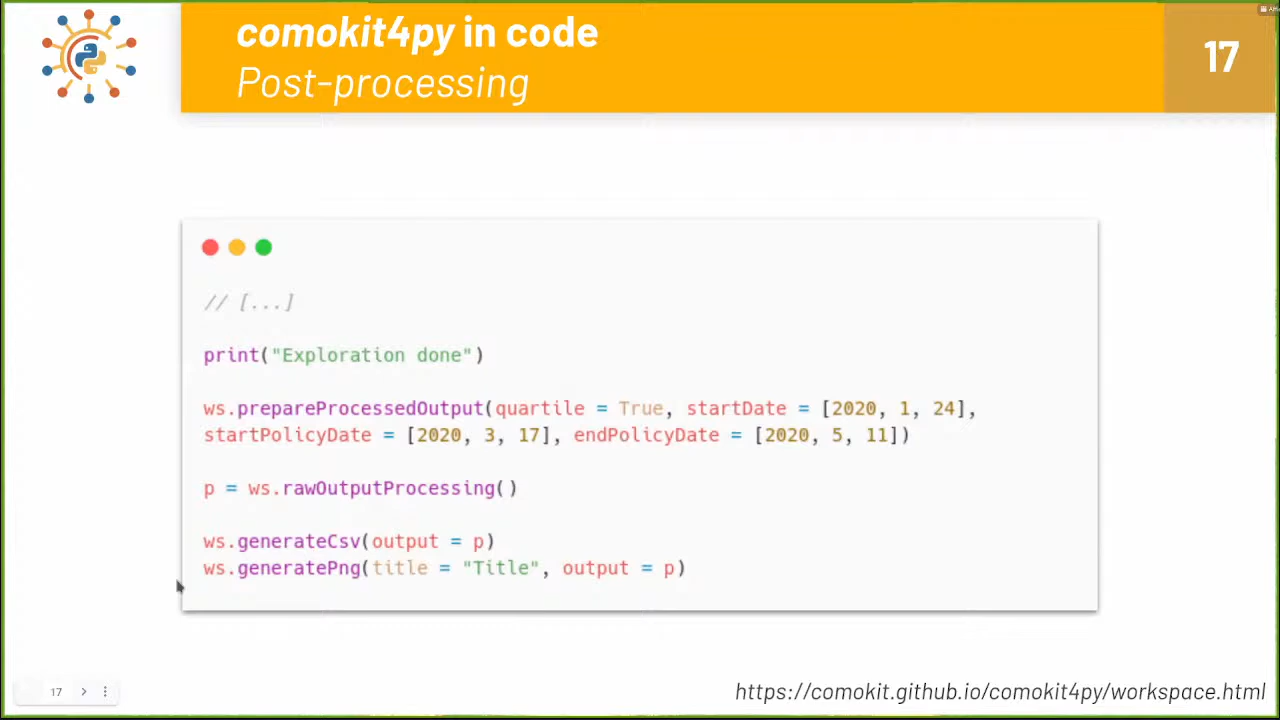 comokit4py in code
Post-processing
17
// [...]
print("Exploration done")
ws.prepareProcessedOutput(quartile = True, startDate = [2020, 1, 24],
startPolicyDate = [2020, 3, 17], endPolicyDate = [2020, 5, 11])
p = ws.rawOutputProcessing()
ws.generateCsv(output = p)
ws.generatePng(title = "Title", output = p)
17
https://comokit.github.io/comokit4py/workspace.html